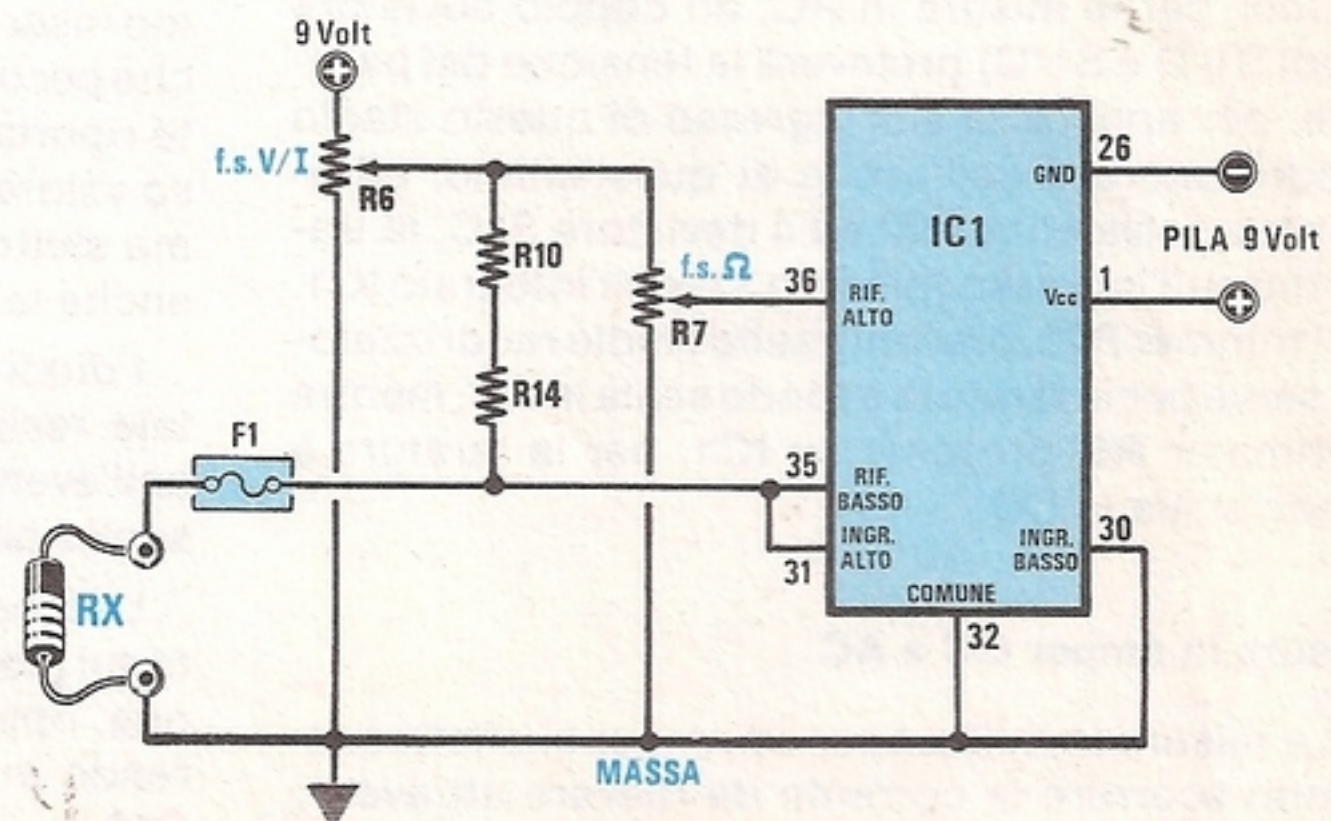 9 Volt
f.s. V/I
R6
R10
f.s. Ω
R7
R14
F1
RX
36
RIF.
ALTO
IC1
GND
26
PILA 9 Volt
Vcc
1
35
RIF.
BASSO
31
INGR.
ALTO
INGR.
BASSO
30
COMUNE
32
MASSA